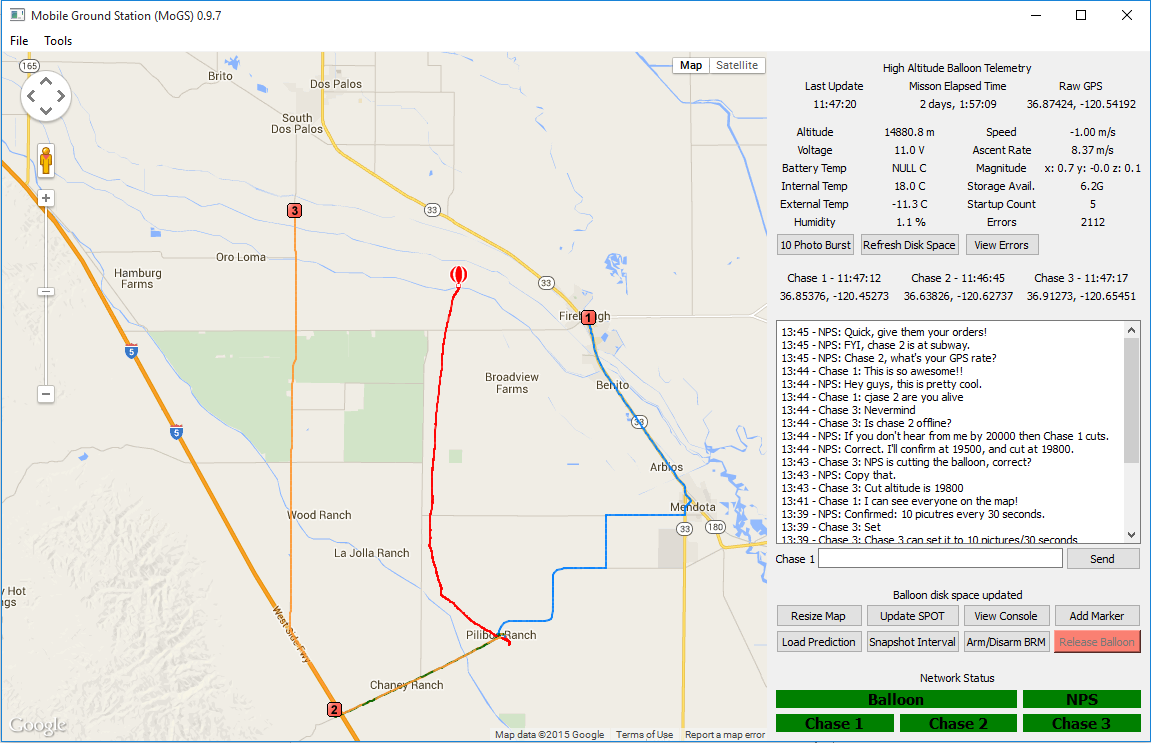 Mobile Ground Station (MoGS) 0.9.7
File Tools
165
Brito
Dos Palos
South
Dos Palos
33
3
Oro Loma
Hamburg
Farms
33
1
Broadview
Farms
Benito
5
33
5
Arbios
Mendota
33
180
Wood Ranch
La Jolla Ranch
West Side Fwy
Chaney Ranch
2
Google
Map Satellite
Map data ©2015 Google Terms of Use Report a map error
High Altitude Balloon Telemetry
Last Update Misson Elapsed Time Raw GPS
11:47:20 2 days, 1:57:09 36.87424, -120.54192
Altitude 14880.8 m Speed -1.00 m/s
Voltage 11.0 V Ascent Rate 8.37 m/s
Battery Temp NULL C Magnitude x: 0.7 y: -0.0 z: 0.1
Internal Temp 18.0 C Storage Avail. 6.2G
External Temp -11.3 C Startup Count 5
Humidity 1.1 % Errors 2112
10 Photo Burst Refresh Disk Space View Errors
Chase 1 - 11:47:12 Chase 2 - 11:46:45 Chase 3 - 11:47:17
36.85376, -120.45273 36.63826, -120.62737 36.91273, -120.65451
13:45 - NPS: Quick, give them your orders!
13:45 - NPS: FYI, chase 2 is at subway.
13:45 - NPS: Chase 2, what's your GPS rate?
13:44 - Chase 1: This is so awesome!!
13:44 - NPS: Hey guys, this is pretty cool.
13:44 - Chase 1: cjase 2 are you alive
13:44 - Chase 3: Nevermind
13:44 - Chase 3: Is chase 2 offline?
13:44 - NPS: If you don't hear from me by 20000 then Chase 1 cuts.
13:44 - NPS: Correct. I'll confirm at 19500, and cut at 19800.
13:43 - Chase 3: NPS is cutting the balloon, correct?
13:43 - NPS: Copy that.
13:43 - Chase 3: Cut altitude is 19800
13:41 - Chase 1: I can see everyone on the map!
13:39 - NPS: Confirmed: 10 picutres every 30 seconds.
13:39 - Chase 3: Set
13:39 - Chase 3: Chase 3 can set it to 10 pictures/30 seconds
Chase 1 Send
Balloon disk space updated
Resize Map Update SPOT View Console Add Marker
Load Prediction Snapshot Interval Arm/Disarm BRM Release Balloon
Network Status
Balloon NPS
Chase 1 Chase 2 Chase 3